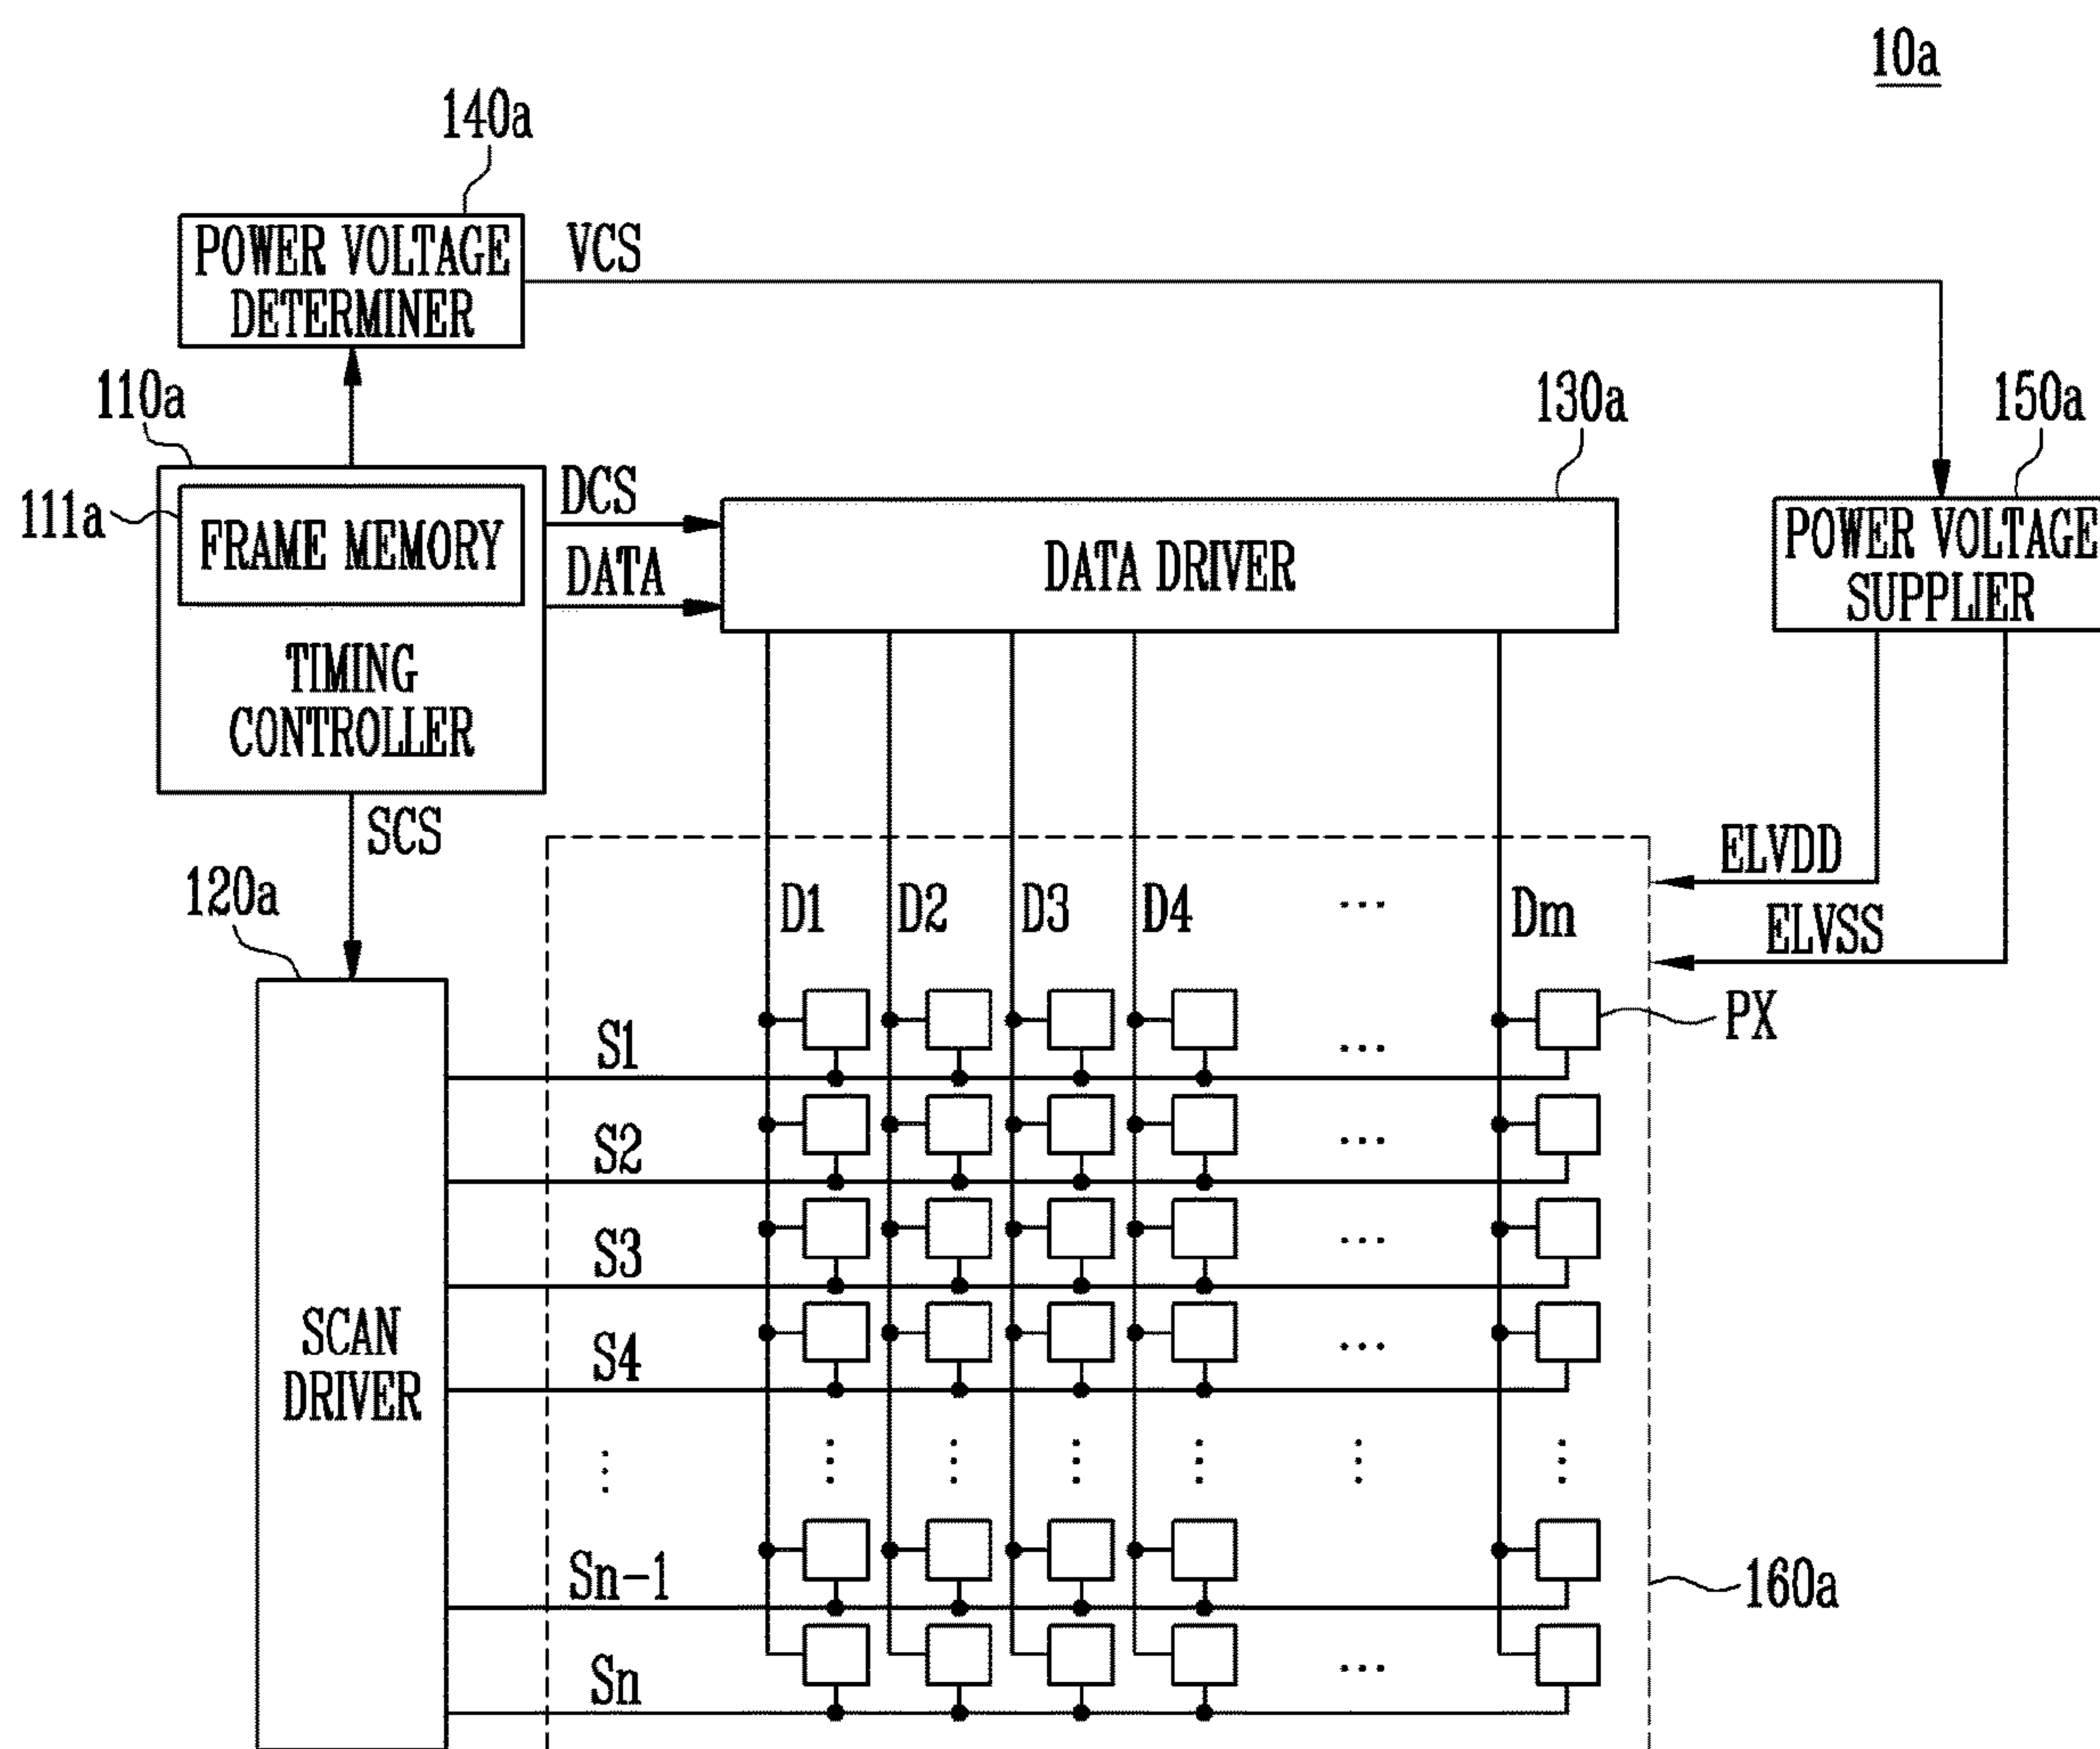 10a
140a
POWER VOLTAGE
DETERMINER
VCS
110a
111a
FRAME MEMORY
TIMING
CONTROLLER
DCS
DATA
130a
DATA DRIVER
150a
POWER VOLTAGE
SUPPLIER
SCS
ELVDD
ELVSS
120a
D1 D2 D3 D4 ... Dm
PX
SCAN
DRIVER
S1 ...
S2 ...
S3 ...
S4 ...
Sn-1
160a
Sn ...